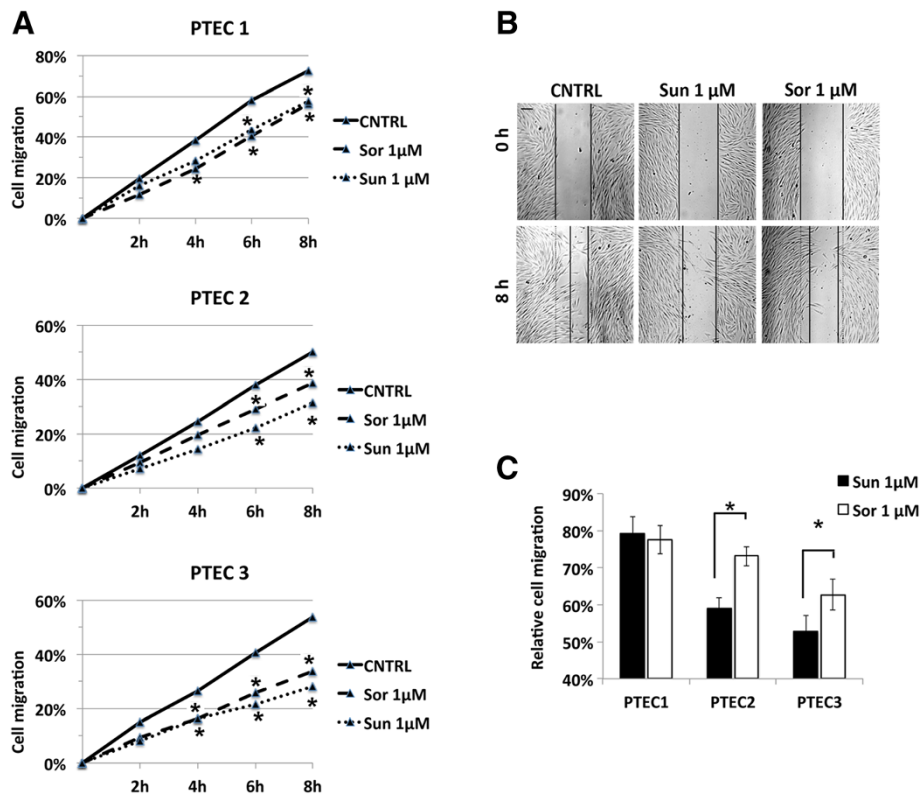 A
PTEC 1
80%
60%
40%
20%
0%
Cell migration
2h 4h 6h 8h
* * * * *
CNTRL
Sor 1µM
Sun 1 µM
PTEC 2
60%
40%
20%
0%
Cell migration
2h 4h 6h 8h
* * * *
CNTRL
Sor 1µM
Sun 1µM
PTEC 3
60%
40%
20%
0%
Cell migration
2h 4h 6h 8h
* * * * * *
CNTRL
Sor 1µM
Sun 1µM
B
CNTRL Sun 1 µM Sor 1 µM
0 h
8 h
C
Sun 1µM
Sor 1 µM
90%
80%
70%
60%
50%
40%
Relative cell migration
* *
PTEC1 PTEC2 PTEC3